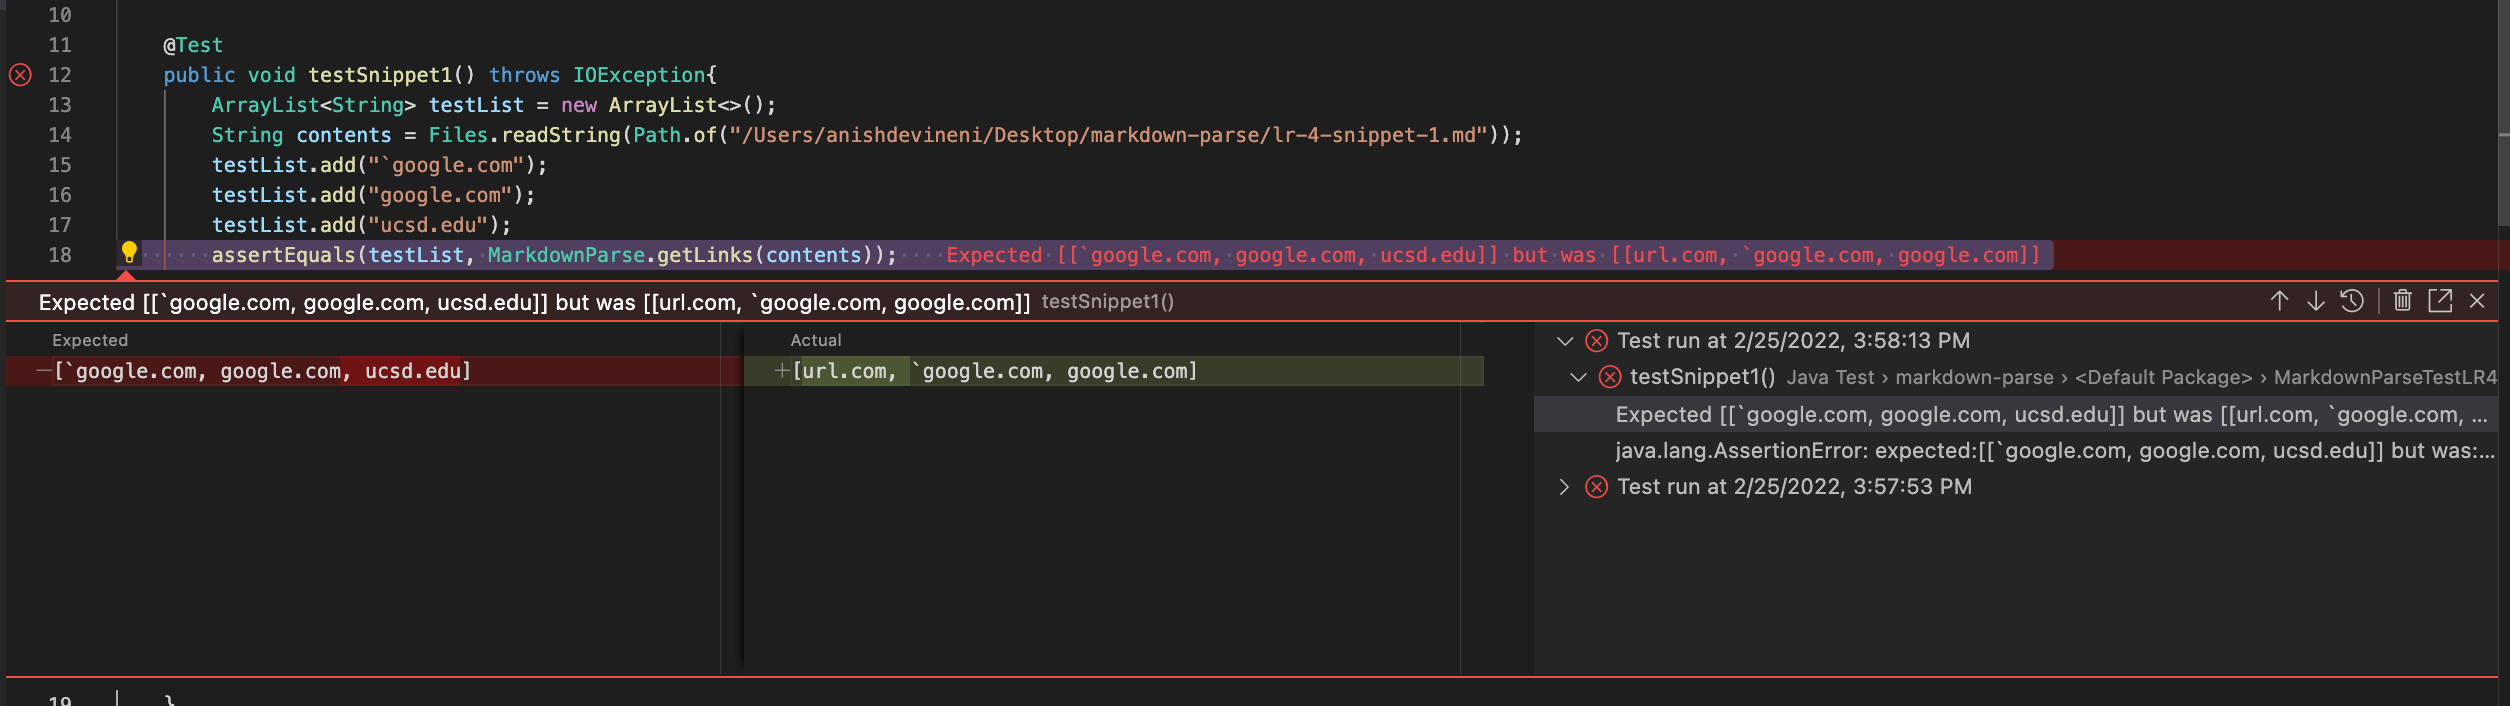 10
11 @Test
12 public void testSnippet1() throws IOException{
13 ArrayList<String> testList = new ArrayList<>();
14 String contents = Files.readString(Path.of("/Users/anishdevineni/Desktop/markdown-parse/lr-4-snippet-1.md"));
15 testList.add("`google.com");
16 testList.add("google.com");
17 testList.add("ucsd.edu");
18 assertEquals(testList, MarkdownParse.getLinks(contents)); Expected [[`google.com, google.com, ucsd.edu]] but was [[url.com, `google.com, google.com]]
Expected [[`google.com, google.com, ucsd.edu]] but was [[url.com, `google.com, google.com]] testSnippet1()
Expected
—[`google.com, google.com, ucsd.edu]
Actual
+[url.com, `google.com, google.com]
Test run at 2/25/2022, 3:58:13 PM
testSnippet1() Java Test › markdown-parse › <Default Package> › MarkdownParseTestLR4
Expected [[`google.com, google.com, ucsd.edu]] but was [[url.com, `google.com, ...
java.lang.AssertionError: expected:[[`google.com, google.com, ucsd.edu]] but was:...
Test run at 2/25/2022, 3:57:53 PM
19 }